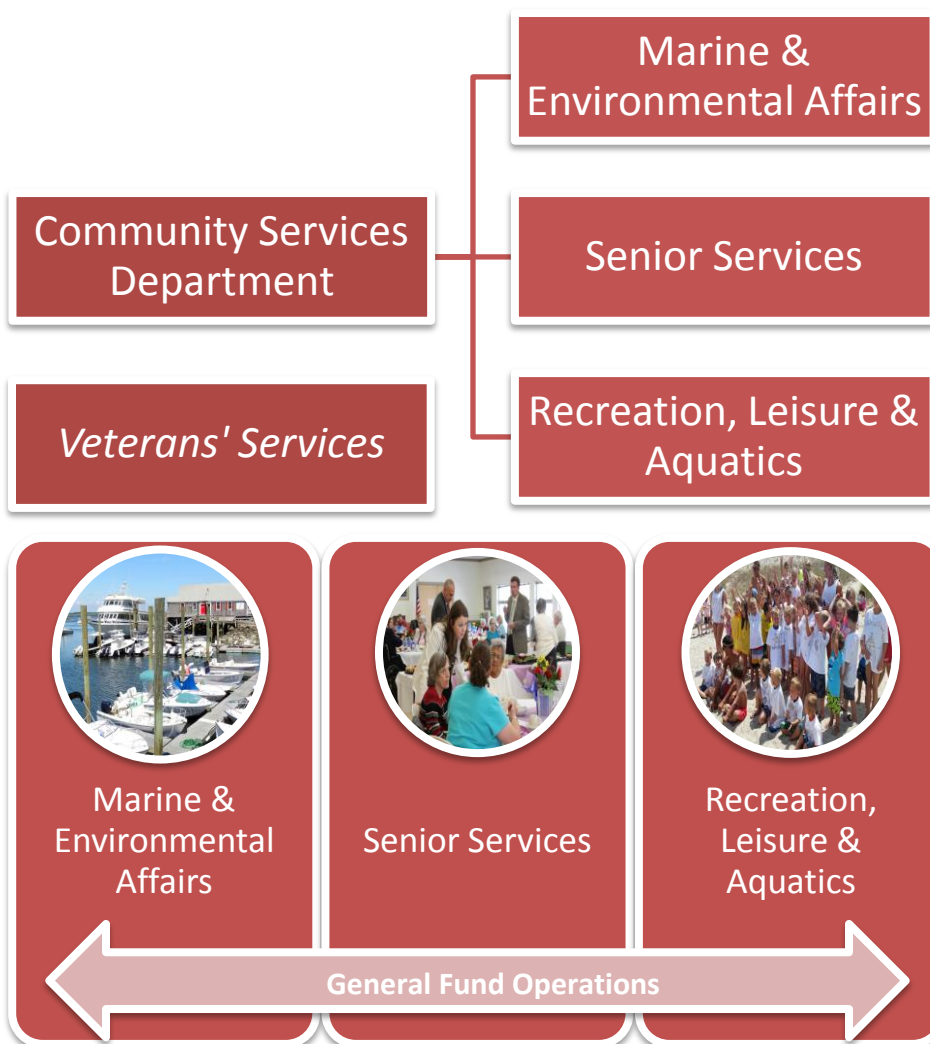 Marine &
Environmental Affairs
Community Services
Department
Senior Services
Veterans' Services
Recreation, Leisure &
Aquatics
Marine &
Environmental
Affairs
Senior Services
Recreation,
Leisure &
Aquatics
General Fund Operations